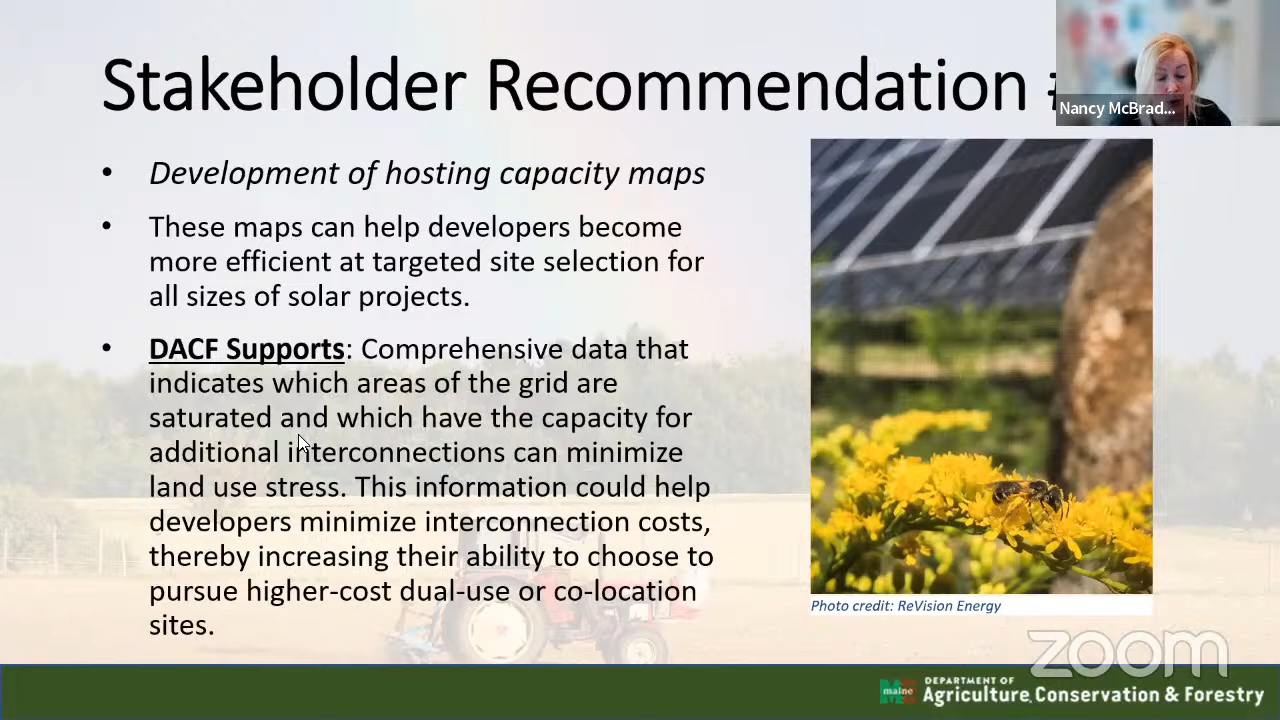 Stakeholder Recommendation #
Nancy McBrad...
• Development of hosting capacity maps
• These maps can help developers become
more efficient at targeted site selection for
all sizes of solar projects.
• DACF Supports: Comprehensive data that
indicates which areas of the grid are
saturated and which have the capacity for
additional interconnections can minimize
land use stress. This information could help
developers minimize interconnection costs,
thereby increasing their ability to choose to
pursue higher-cost dual-use or co-location
sites.
Photo credit: ReVision Energy
zoom
maine
DEPARTMENT OF
Agriculture, Conservation & Forestry